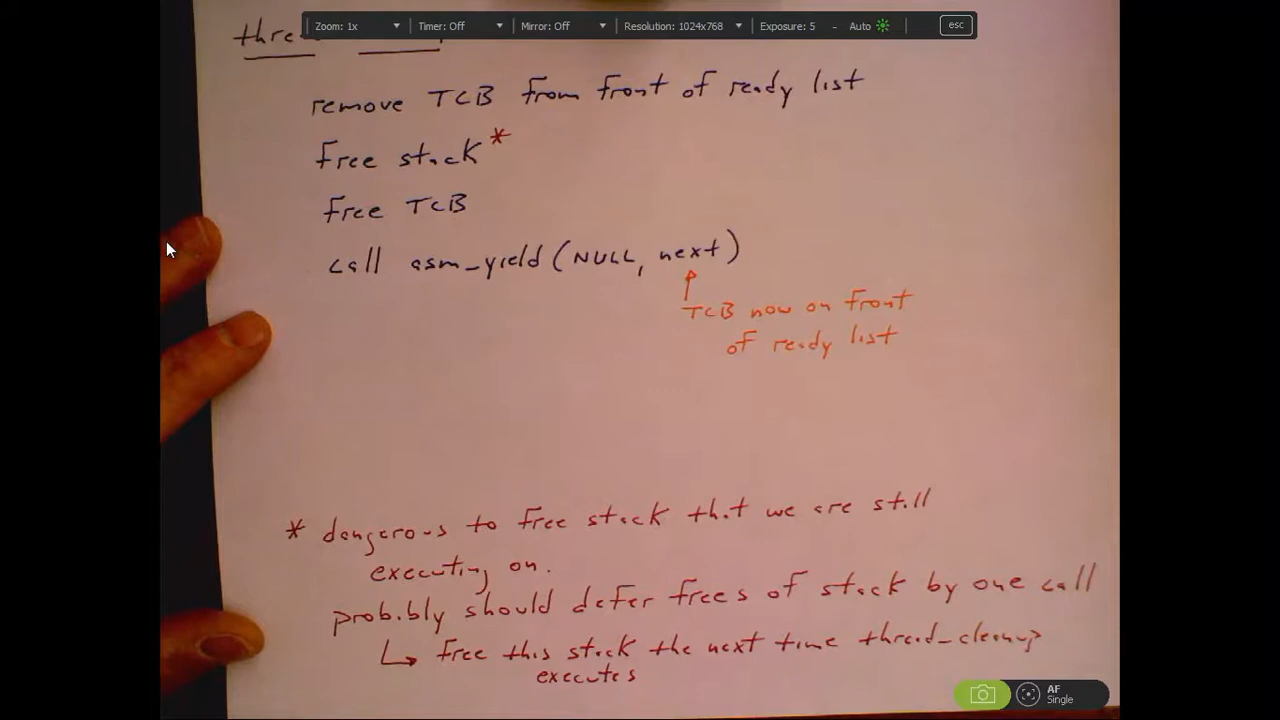 Zoom: 1x Timer: Off Mirror: Off Resolution: 1024x768 Exposure: 5 - Auto esc
remove TCB from front of ready list
free stack*
free TCB
call asm_yield(NULL, next)
TCB now on front
of ready list
* dangerous to free stack that we are still
executing on.
probably should defer frees of stack by one call
free this stack the next time thread_cleanup
executes
AF
Single